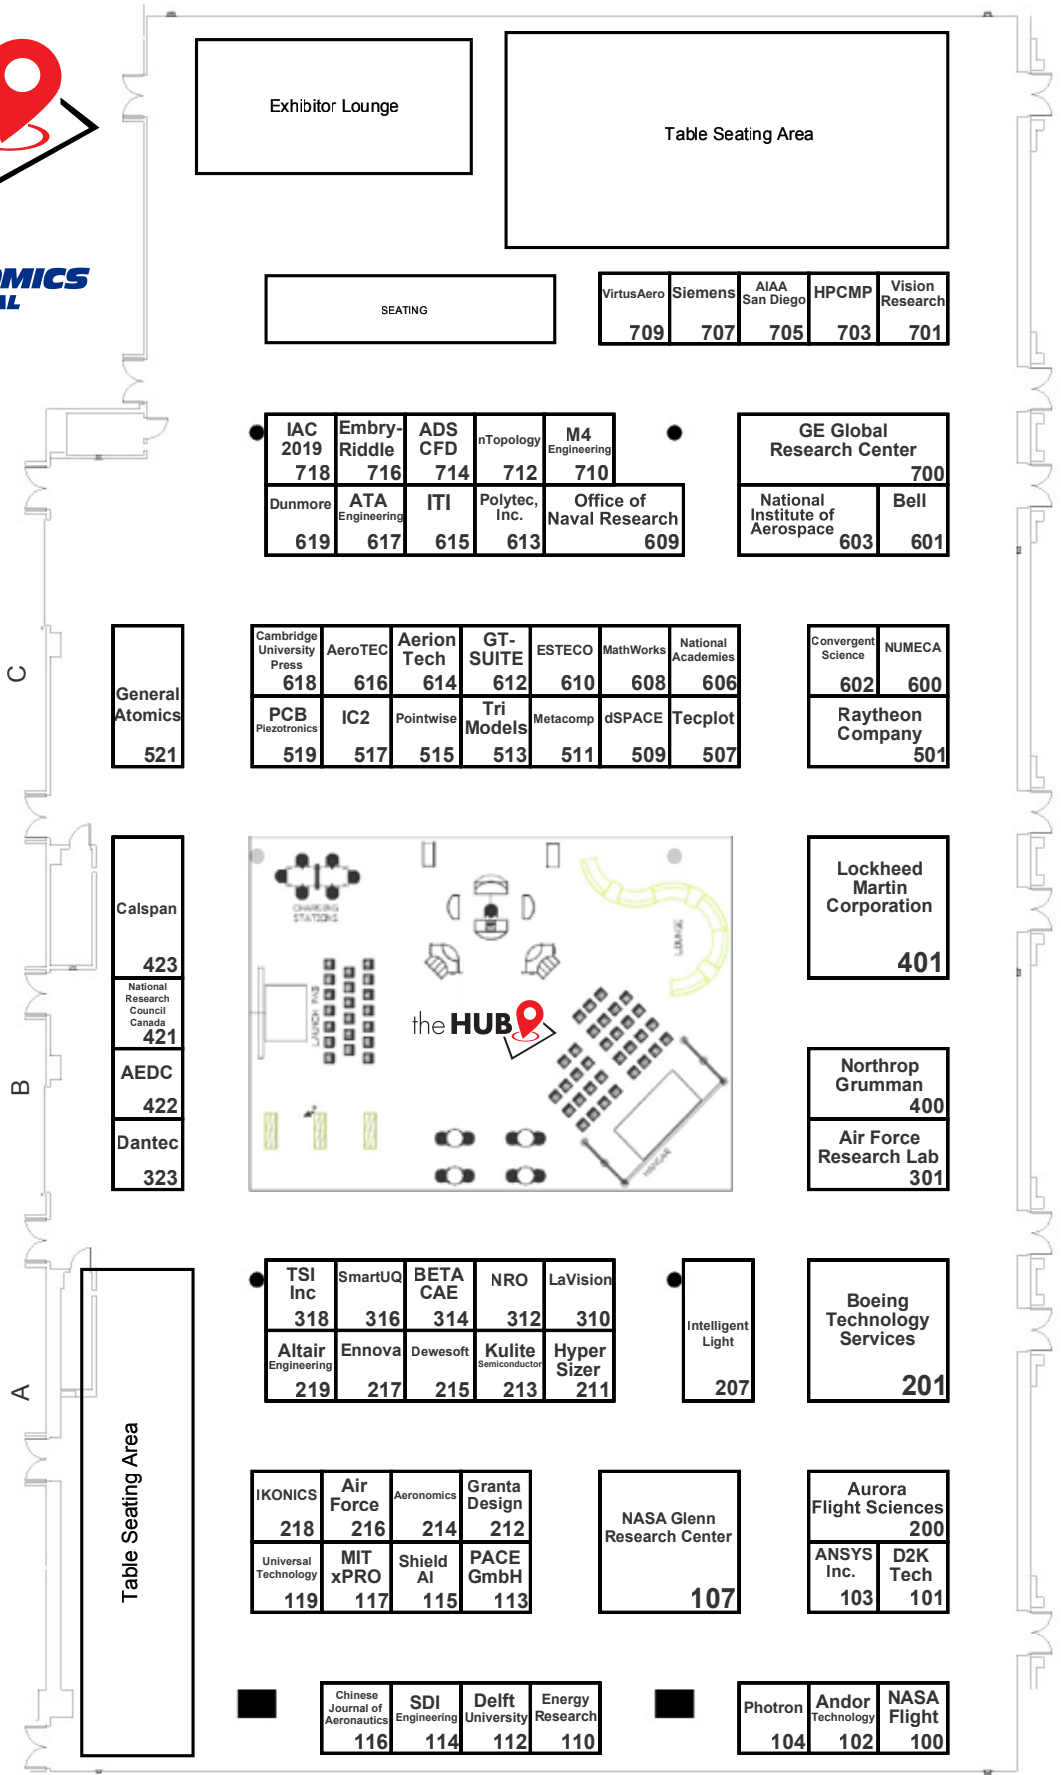 Exhibitor Lounge
Table Seating Area
OMICS
AL
SEATING
VirtusAero
709
Siemens
707
AIAA
San Diego
705
HPCMP
703
Vision
Research
701
IAC
2019
718
Embry-
Riddle
716
ADS
CFD
714
nTopology
712
M4
Engineering
710
GE Global
Research Center
700
Dunmore
619
ATA
Engineering
617
ITI
615
Polytec,
Inc.
613
Office of
Naval Research
609
National
Institute of
Aerospace
603
Bell
601
C
General
Atomics
521
Cambridge
University
Press
618
AeroTEC
616
Aerion
Tech
614
GT-
SUITE
612
ESTECO
610
MathWorks
608
National
Academies
606
Convergent
Science
602
NUMECA
600
PCB
Piezotronics
519
IC2
517
Pointwise
515
Tri
Models
513
Metacomp
511
dSPACE
509
Tecplot
507
Raytheon
Company
501
Calspan
423
National
Research
Council
Canada
421
B
AEDC
422
Dantec
323
CHARGING
STATIONS
LOUNGE
LAUNCH PAD
the HUB
HANGAR
Lockheed
Martin
Corporation
401
Northrop
Grumman
400
Air Force
Research Lab
301
TSI
Inc
318
SmartUQ
316
BETA
CAE
314
NRO
312
LaVision
310
Intelligent
Light
207
Boeing
Technology
Services
201
Altair
Engineering
219
Ennova
217
Dewesoft
215
Kulite
Semiconductor
213
Hyper
Sizer
211
A
Table Seating Area
IKONICS
218
Air
Force
216
Aeronomics
214
Granta
Design
212
NASA Glenn
Research Center
107
Aurora
Flight Sciences
200
Universal
Technology
119
MIT
xPRO
117
Shield
AI
115
PACE
GmbH
113
ANSYS
Inc.
103
D2K
Tech
101
Chinese
Journal of
Aeronautics
116
SDI
Engineering
114
Delft
University
112
Energy
Research
110
Photron
104
Andor
Technology
102
NASA
Flight
100